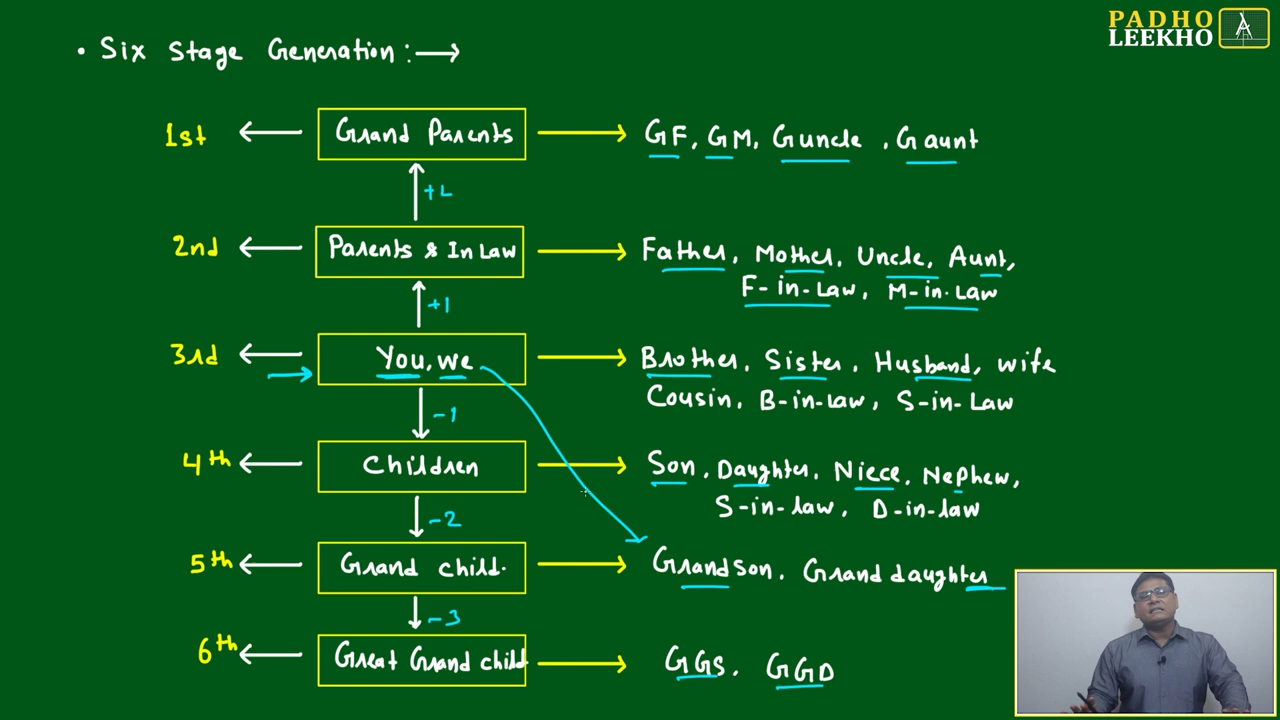 PADHO
LEEKHO
• Six Stage Generation :→
1st ← Grand Parents → GF, GM, Guncle, Gaunt
+2
2nd ← Parents & In Law → Father, Mother, Uncle, Aunt,
F-in-Law, M-in-Law
+1
3rd ← You, we → Brother, Sister, Husband, wife
Cousin, B-in-law, S-in-Law
-1
4th ← Children → Son, Daughter, Niece, Nephew,
S-in-law, D-in-law
-2
5th ← Grand child. → Grandson, Grand daughter
-3
6th ← Great Grand child → GGS, GGD